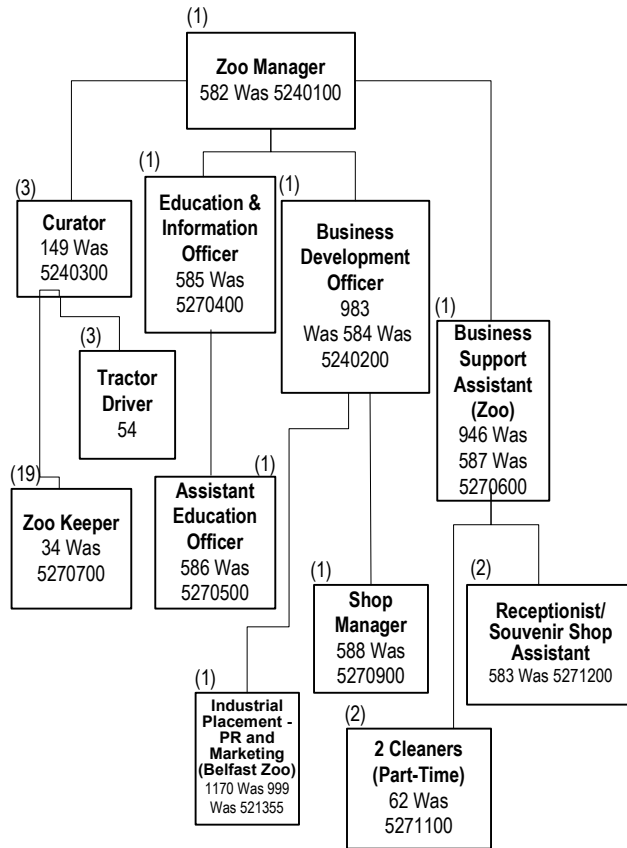 (1)
Zoo Manager
582 Was 5240100
(3)
Curator
149 Was
5240300
(1)
Education &
Information
Officer
585 Was
5270400
(1)
Business
Development
Officer
983
Was 584 Was
5240200
(1)
Business
Support
Assistant
(Zoo)
946 Was
587 Was
5270600
(3)
Tractor
Driver
54
(19)
Zoo Keeper
34 Was
5270700
(1)
Assistant
Education
Officer
586 Was
5270500
(1)
Shop
Manager
588 Was
5270900
(2)
Receptionist/
Souvenir Shop
Assistant
583 Was 5271200
(1)
Industrial
Placement -
PR and
Marketing
(Belfast Zoo)
1170 Was 999
Was 521355
(2)
2 Cleaners
(Part-Time)
62 Was
5271100